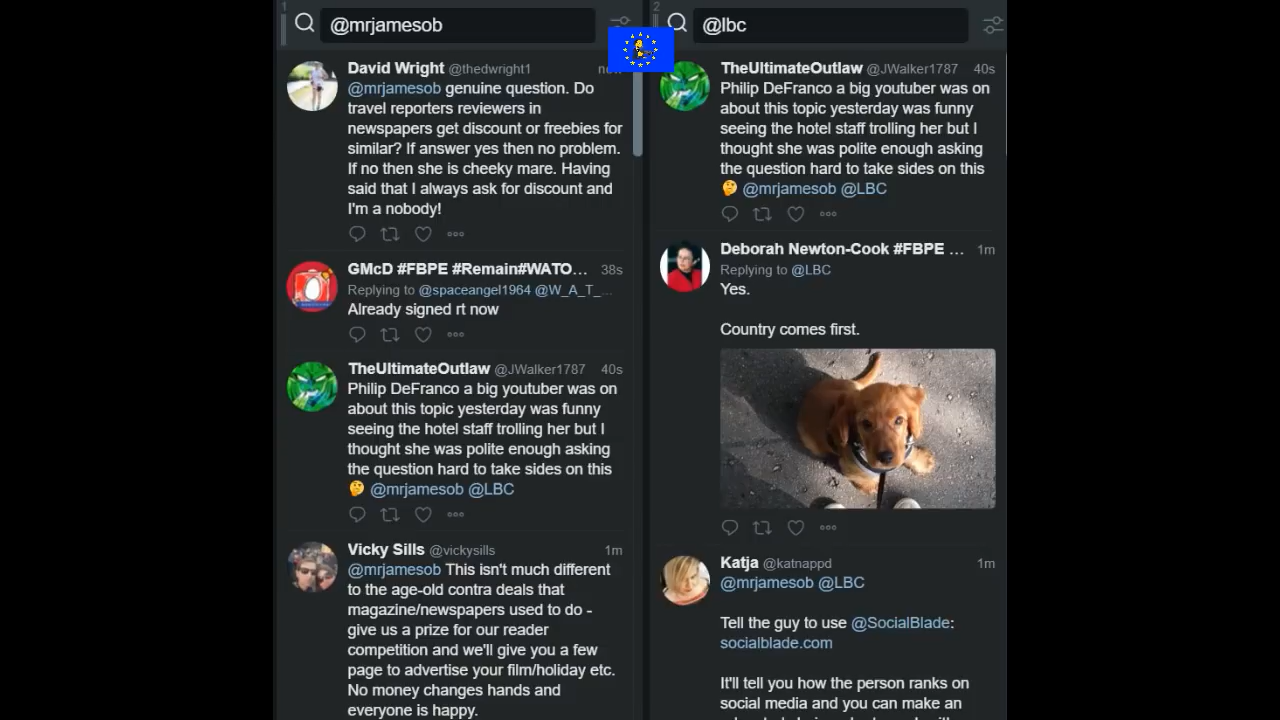 1
@mrjamesob
David Wright @thedwright1
@mrjamesob genuine question. Do
travel reporters reviewers in
newspapers get discount or freebies for
similar? If answer yes then no problem.
If no then she is cheeky mare. Having
said that I always ask for discount and
I'm a nobody!
GMcD #FBPE #Remain#WATO... 38s
Replying to @spaceangel1964 @W_A_T_...
Already signed rt now
TheUltimateOutlaw @JWalker1787 40s
Philip DeFranco a big youtuber was on
about this topic yesterday was funny
seeing the hotel staff trolling her but I
thought she was polite enough asking
the question hard to take sides on this
🤔 @mrjamesob @LBC
Vicky Sills @vickysills 1m
@mrjamesob This isn't much different
to the age-old contra deals that
magazine/newspapers used to do -
give us a prize for our reader
competition and we'll give you a few
page to advertise your film/holiday etc.
No money changes hands and
everyone is happy.
2
@lbc
TheUltimateOutlaw @JWalker1787 40s
Philip DeFranco a big youtuber was on
about this topic yesterday was funny
seeing the hotel staff trolling her but I
thought she was polite enough asking
the question hard to take sides on this
🤔 @mrjamesob @LBC
Deborah Newton-Cook #FBPE ... 1m
Replying to @LBC
Yes.
Country comes first.
Katja @katnappd 1m
@mrjamesob @LBC
Tell the guy to use @SocialBlade:
socialblade.com
It'll tell you how the person ranks on
social media and you can make an